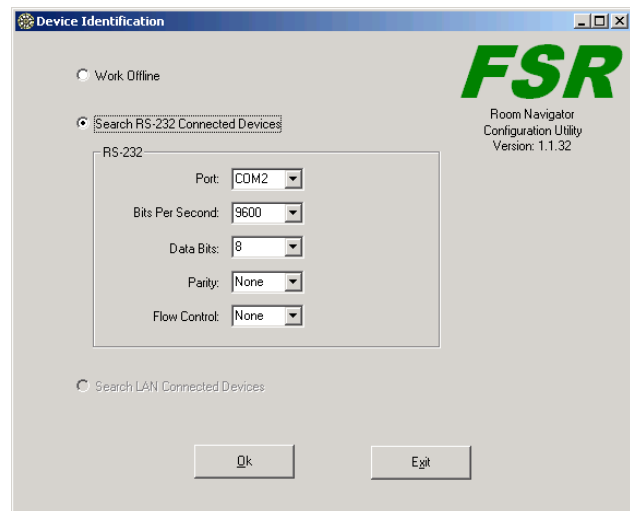 Device Identification
Work Offline
FSR
Room Navigator
Configuration Utility
Version: 1.1.32
Search RS-232 Connected Devices
RS-232
Port: COM2
Bits Per Second: 9600
Data Bits: 8
Parity: None
Flow Control: None
Search LAN Connected Devices
Ok Exit